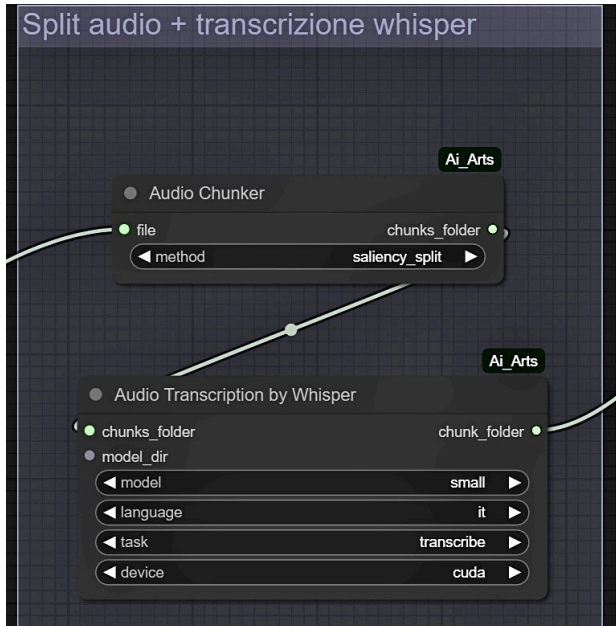 Split audio + transcrizione whisper
Ai_Arts
Audio Chunker
file chunks_folder
method saliency_split
Ai_Arts
Audio Transcription by Whisper
chunks_folder chunk_folder
model_dir
model small
language it
task transcribe
device cuda